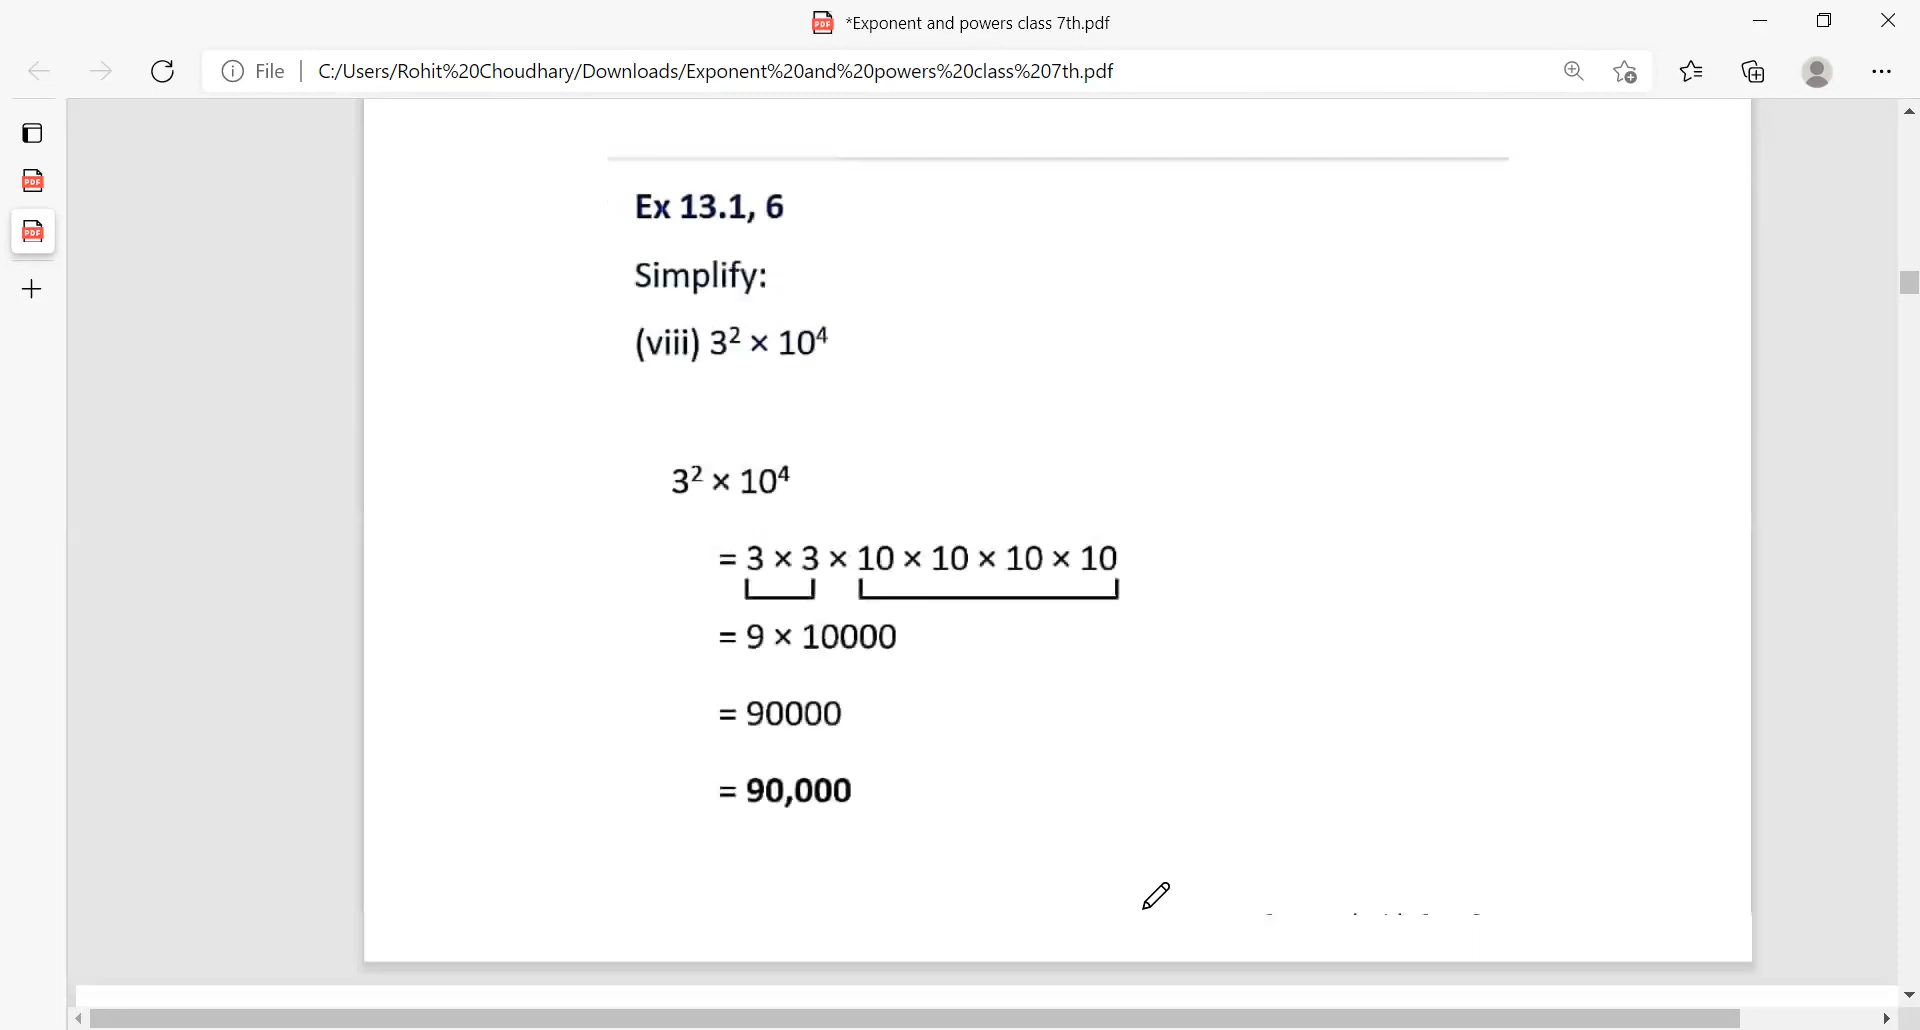 *Exponent and powers class 7th.pdf
File C:/Users/Rohit%20Choudhary/Downloads/Exponent%20and%20powers%20class%207th.pdf
PDF
PDF
Ex 13.1, 6
Simplify:
(viii) 3² × 10⁴
3² × 10⁴
= 3 × 3 × 10 × 10 × 10 × 10
= 9 × 10000
= 90000
= 90,000